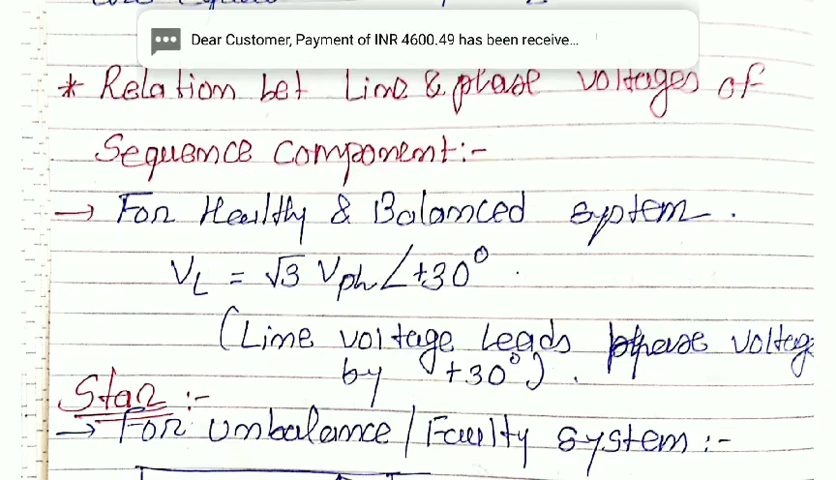 Dear Customer, Payment of INR 4600.49 has been receive...
* Relation bet Line & phase voltages of
Sequence Component:-
→ For Healthy & Balanced system.
VL = √3 Vph∠+30°.
(Line voltage leads phase voltag
by +30°).
Star :-
→ For unbalance / Faulty system :-